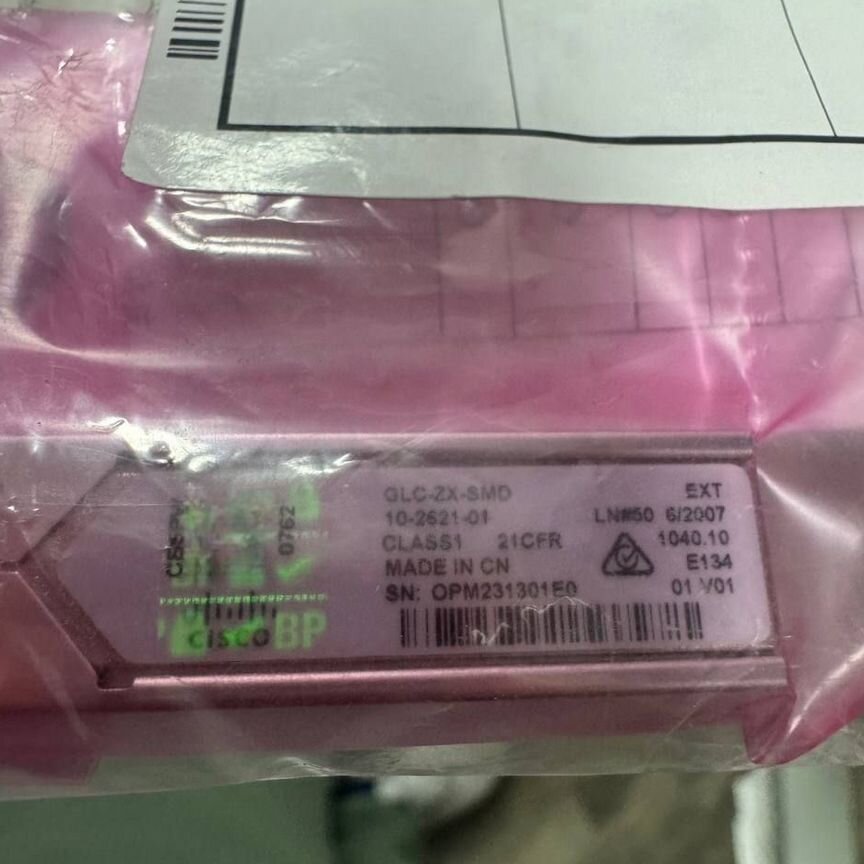 GLC-ZX-SMD
EXT
10-2621-01
LN#50 6/2007
CLASS1 21CFR
1040.10
MADE IN CN
E134
SN: OPM231301E0
01 V01
0762
CISCO
BP